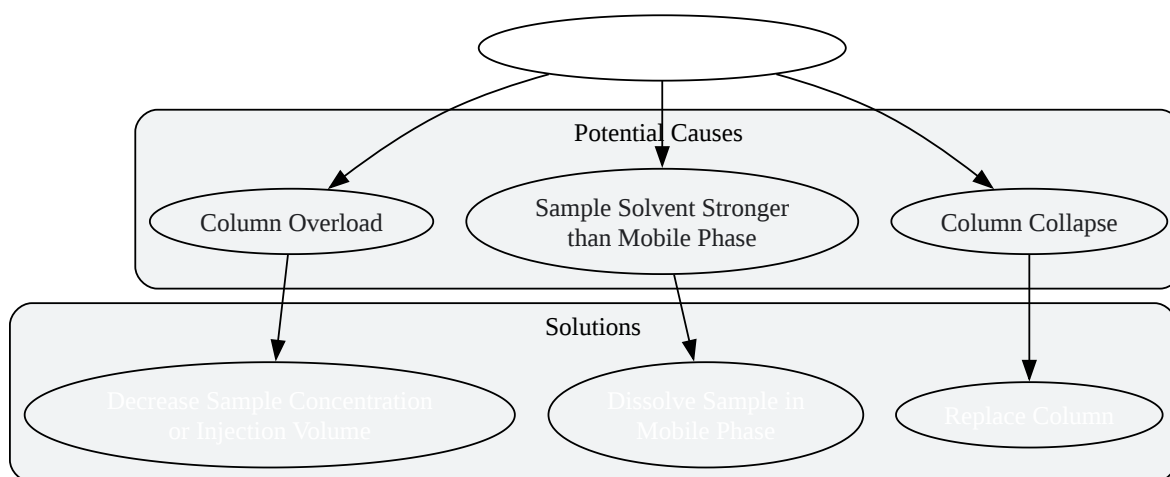 Potential Causes
Column Overload
Sample Solvent Stronger
than Mobile Phase
Column Collapse
Solutions
Decrease Sample Concentration
or Injection Volume
Dissolve Sample in
Mobile Phase
Replace Column